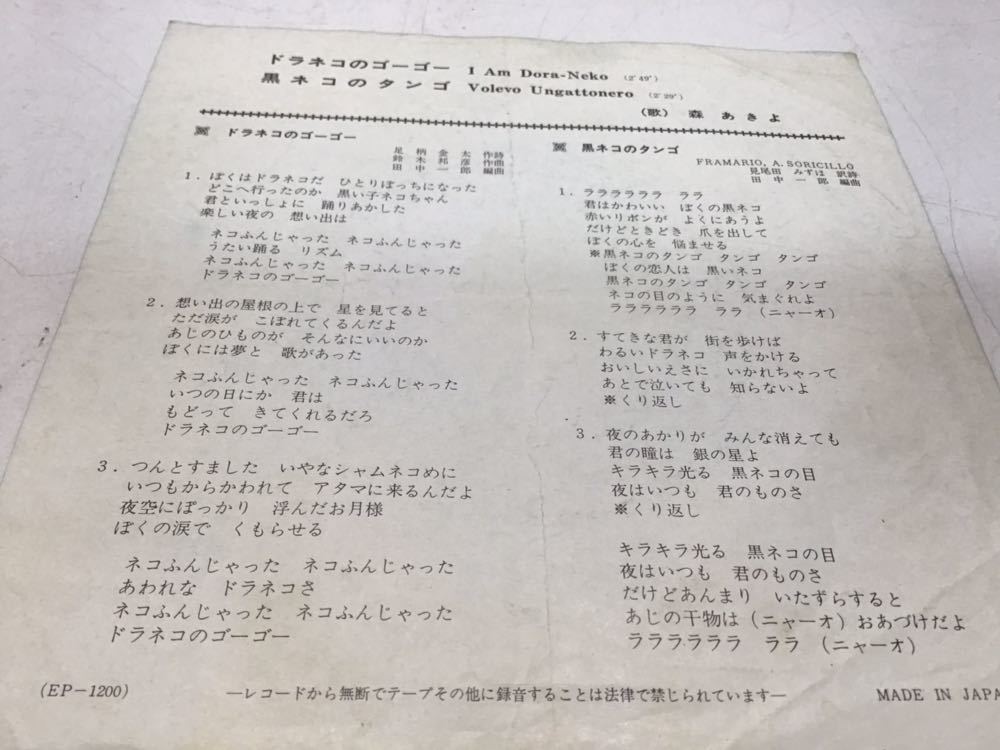 ドラネコのゴーゴー I Am Dora-Neko (2'49")
黒ネコのタンゴ Volevo Ungattonero (2'29")
(歌) 森あきよ
ドラネコのゴーゴー
足柄金太 作詩
鈴木邦彦 作曲
田中一郎 編曲
1. ぼくはドラネコだ ひとりぼっちになった
どこへ行ったのか 黒い子ネコちゃん
君といっしょに 踊りあかした
楽しい夜の 想い出は
ネコふんじゃった ネコふんじゃった
うたい踊る リズム
ネコふんじゃった ネコふんじゃった
ドラネコのゴーゴー
2. 想い出の屋根の上で 星を見てると
ただ涙が こぼれてくるんだよ
あじのひものが そんなにいいのか
ぼくには夢と 歌があった
ネコふんじゃった ネコふんじゃった
いつの日にか 君は
もどって きてくれるだろ
ドラネコのゴーゴー
3. つんとすました いやなシャムネコめに
いつもからかわれて アタマに来るんだよ
夜空にぽっかり 浮んだお月様
ぼくの涙で くもらせる
ネコふんじゃった ネコふんじゃった
あわれな ドラネコさ
ネコふんじゃった ネコふんじゃった
ドラネコのゴーゴー
黒ネコのタンゴ
FRAMARIO, A. SORICILLO
見尾田 みずほ 訳詩
田中一郎 編曲
1. ララララララ ララ
君はかわいい ぼくの黒ネコ
赤いリボンが よくにあうよ
だけどときどき 爪を出して
ぼくの心を 悩ませる
※黒ネコのタンゴ タンゴ タンゴ
ぼくの恋人は 黒いネコ
黒ネコのタンゴ タンゴ タンゴ
ネコの目のように 気まぐれよ
ララララララ ララ (ニャーオ)
2. すてきな君が 街を歩けば
わるいドラネコ 声をかける
おいしいえさに いかれちゃって
あとで泣いても 知らないよ
※くり返し
3. 夜のあかりが みんな消えても
君の瞳は 銀の星よ
キラキラ光る 黒ネコの目
夜はいつも 君のものさ
※くり返し
キラキラ光る 黒ネコの目
夜はいつも 君のものさ
だけどあんまり いたずらすると
あじの干物は (ニャーオ) おあづけだよ
ララララララ ララ (ニャーオ)
(EP-1200)
―レコードから無断でテープその他に録音することは法律で禁じられています―
MADE IN JAPA